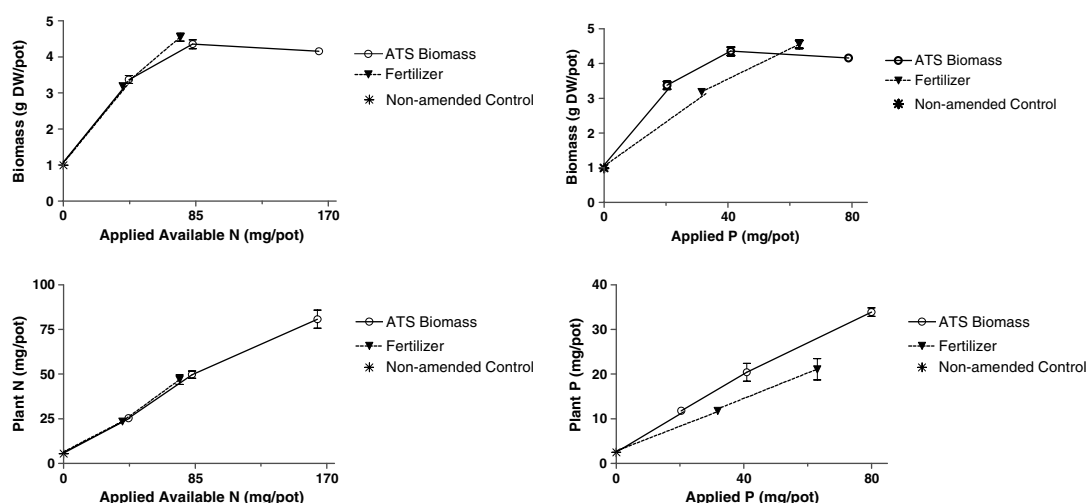 5
4
3
2
1
0
Biomass (g DW/pot)
0 85 170
Applied Available N (mg/pot)
ATS Biomass
Fertilizer
Non-amended Control
5
4
3
2
1
0
Biomass (g DW/pot)
0 40 80
Applied P (mg/pot)
ATS Biomass
Fertilizer
Non-amended Control
100
75
50
25
0
Plant N (mg/pot)
0 85 170
Applied Available N (mg/pot)
ATS Biomass
Fertilizer
Non-amended Control
40
30
20
10
0
Plant P (mg/pot)
0 40 80
Applied P (mg/pot)
ATS Biomass
Fertilizer
Non-amended Control